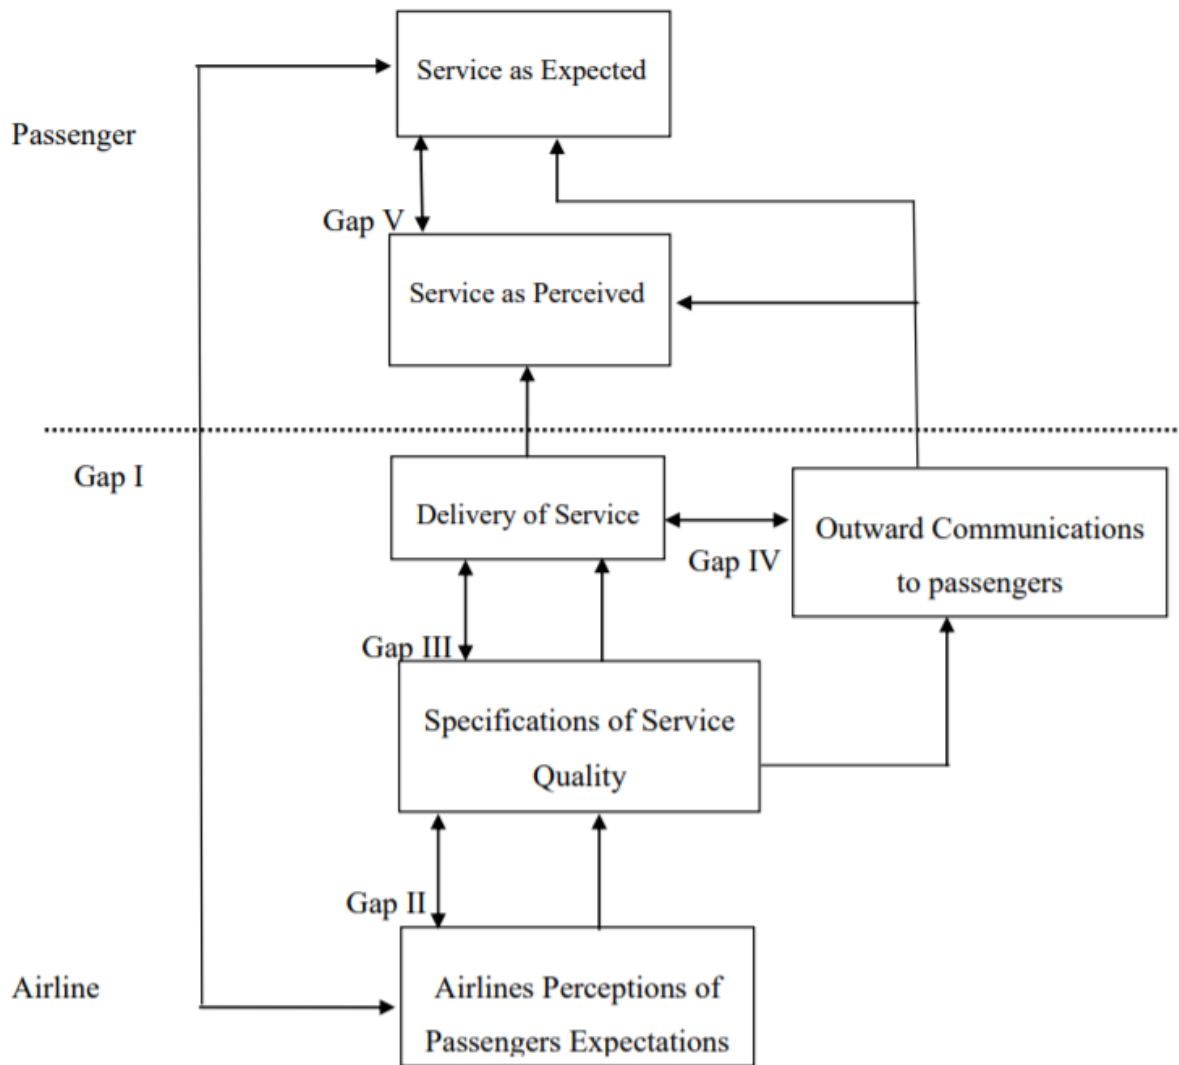 Service as Expected
Passenger
Gap V
Service as Perceived
Gap I
Delivery of Service
Outward Communications
to passengers
Gap IV
Gap III
Specifications of Service
Quality
Gap II
Airline
Airlines Perceptions of
Passengers Expectations